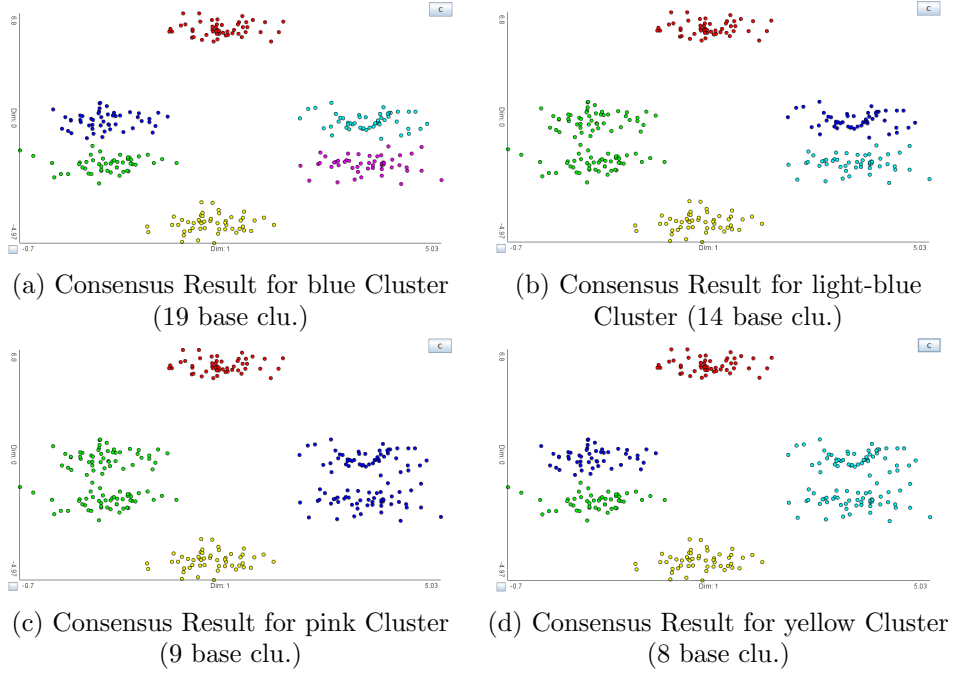 C
C
6.8
6.8
Dim: 0
Dim: 0
-4.97
-4.97
-0.7
Dim: 1
5.03
-0.7
Dim: 1
5.03
(a) Consensus Result for blue Cluster
(19 base clu.)
(b) Consensus Result for light-blue
Cluster (14 base clu.)
C
C
6.8
6.8
Dim: 0
Dim: 0
-4.97
-4.97
-0.7
Dim: 1
5.03
-0.7
Dim: 1
5.03
(c) Consensus Result for pink Cluster
(9 base clu.)
(d) Consensus Result for yellow Cluster
(8 base clu.)